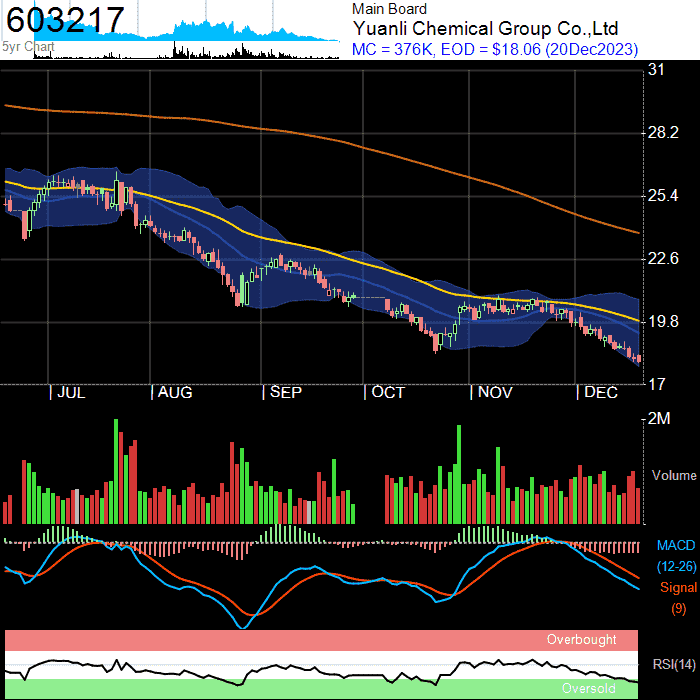 603217
5yr Chart
Main Board
Yuanli Chemical Group Co.,Ltd
MC = 376K, EOD = $18.06 (20Dec2023)
31
28.2
25.4
22.6
19.8
17
| JUL | AUG | SEP | OCT | NOV | DEC
2M
Volume
MACD
(12-26)
Signal
(9)
Overbought
RSI(14)
Oversold